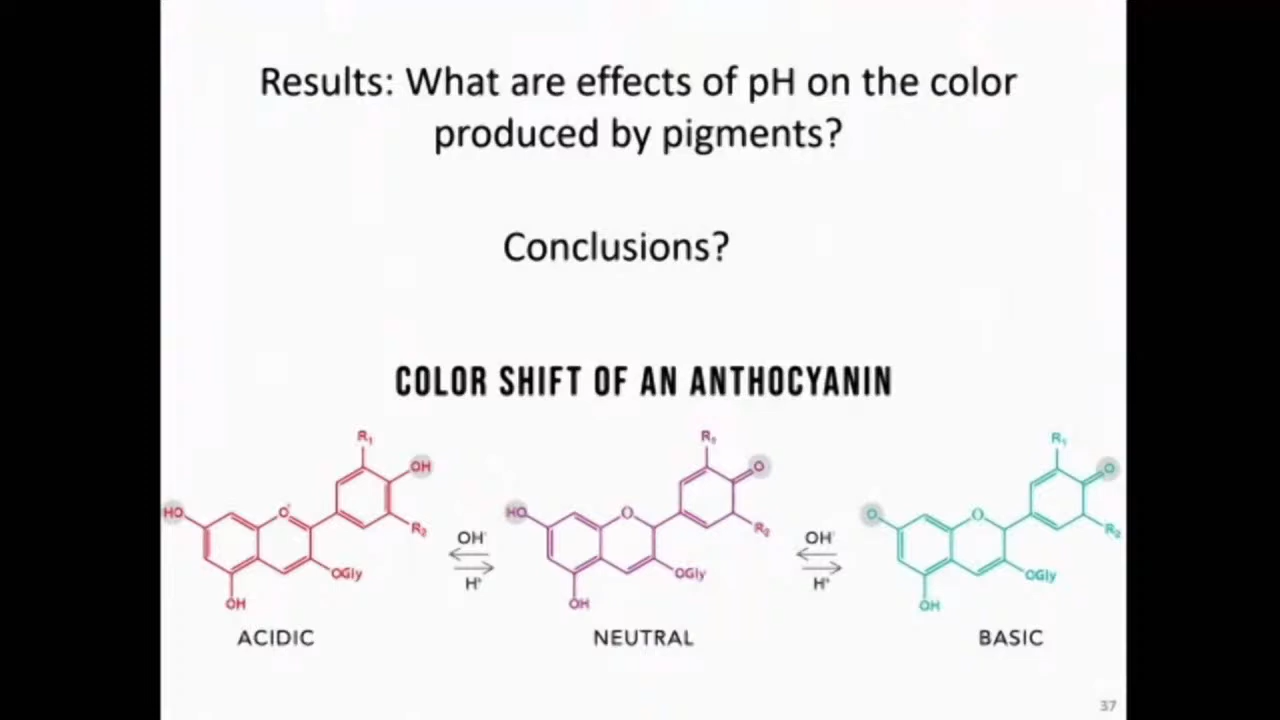 Results: What are effects of pH on the color
produced by pigments?
Conclusions?
COLOR SHIFT OF AN ANTHOCYANIN
R₁
OH
HO
O⁺
R₂
OGly
OH
ACIDIC
OH⁻
H⁺
R₁
O
HO
O
R₂
OGly
OH
NEUTRAL
OH⁻
H⁺
R₁
O
O
O
R₂
OGly
OH
BASIC
37